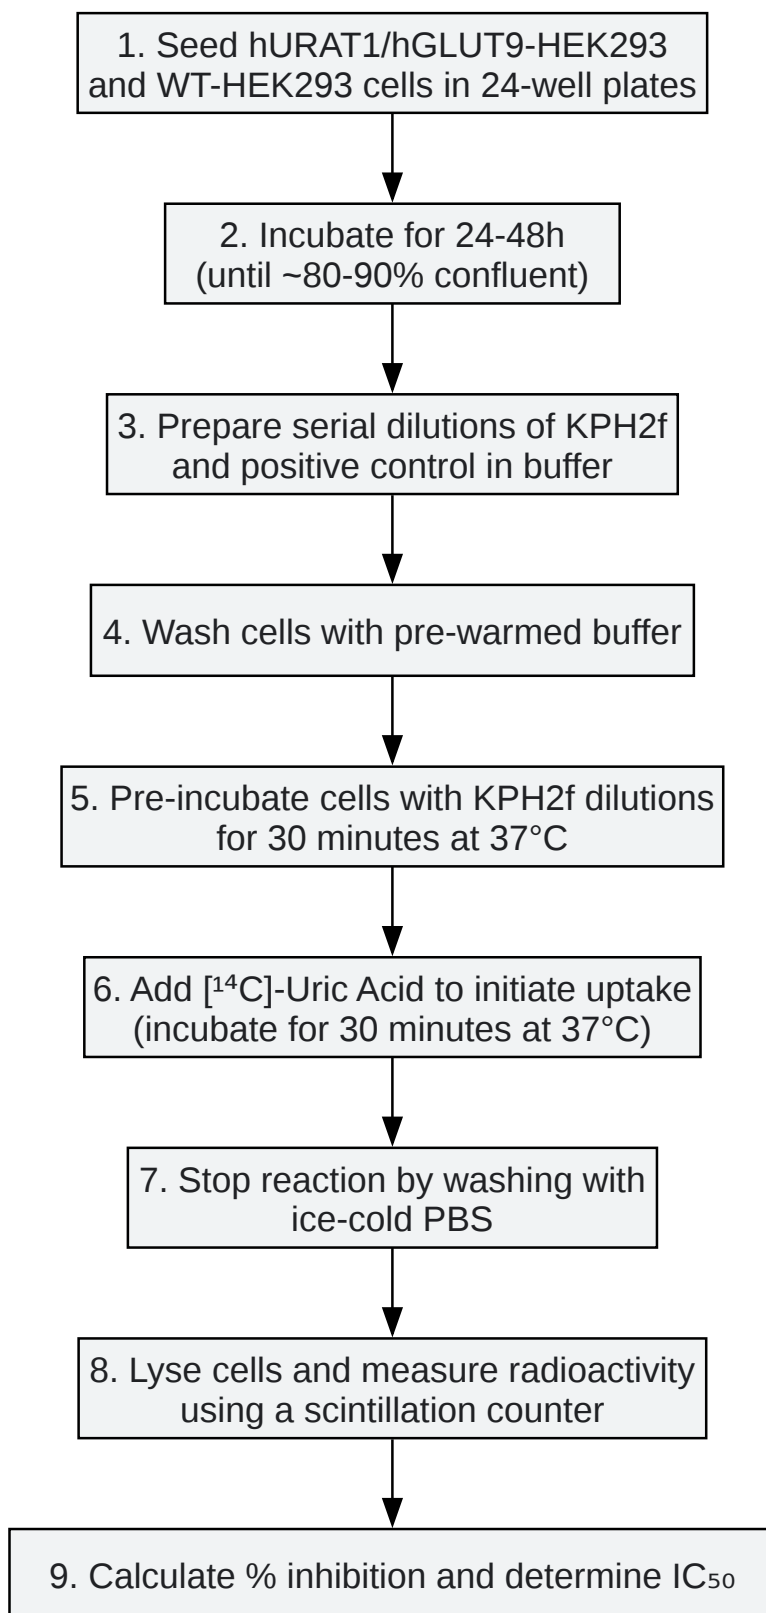 1. Seed hURAT1/hGLUT9-HEK293
and WT-HEK293 cells in 24-well plates
2. Incubate for 24-48h
(until ~80-90% confluent)
3. Prepare serial dilutions of KPH2f
and positive control in buffer
4. Wash cells with pre-warmed buffer
5. Pre-incubate cells with KPH2f dilutions
for 30 minutes at 37°C
6. Add [¹⁴C]-Uric Acid to initiate uptake
(incubate for 30 minutes at 37°C)
7. Stop reaction by washing with
ice-cold PBS
8. Lyse cells and measure radioactivity
using a scintillation counter
9. Calculate % inhibition and determine IC₅₀